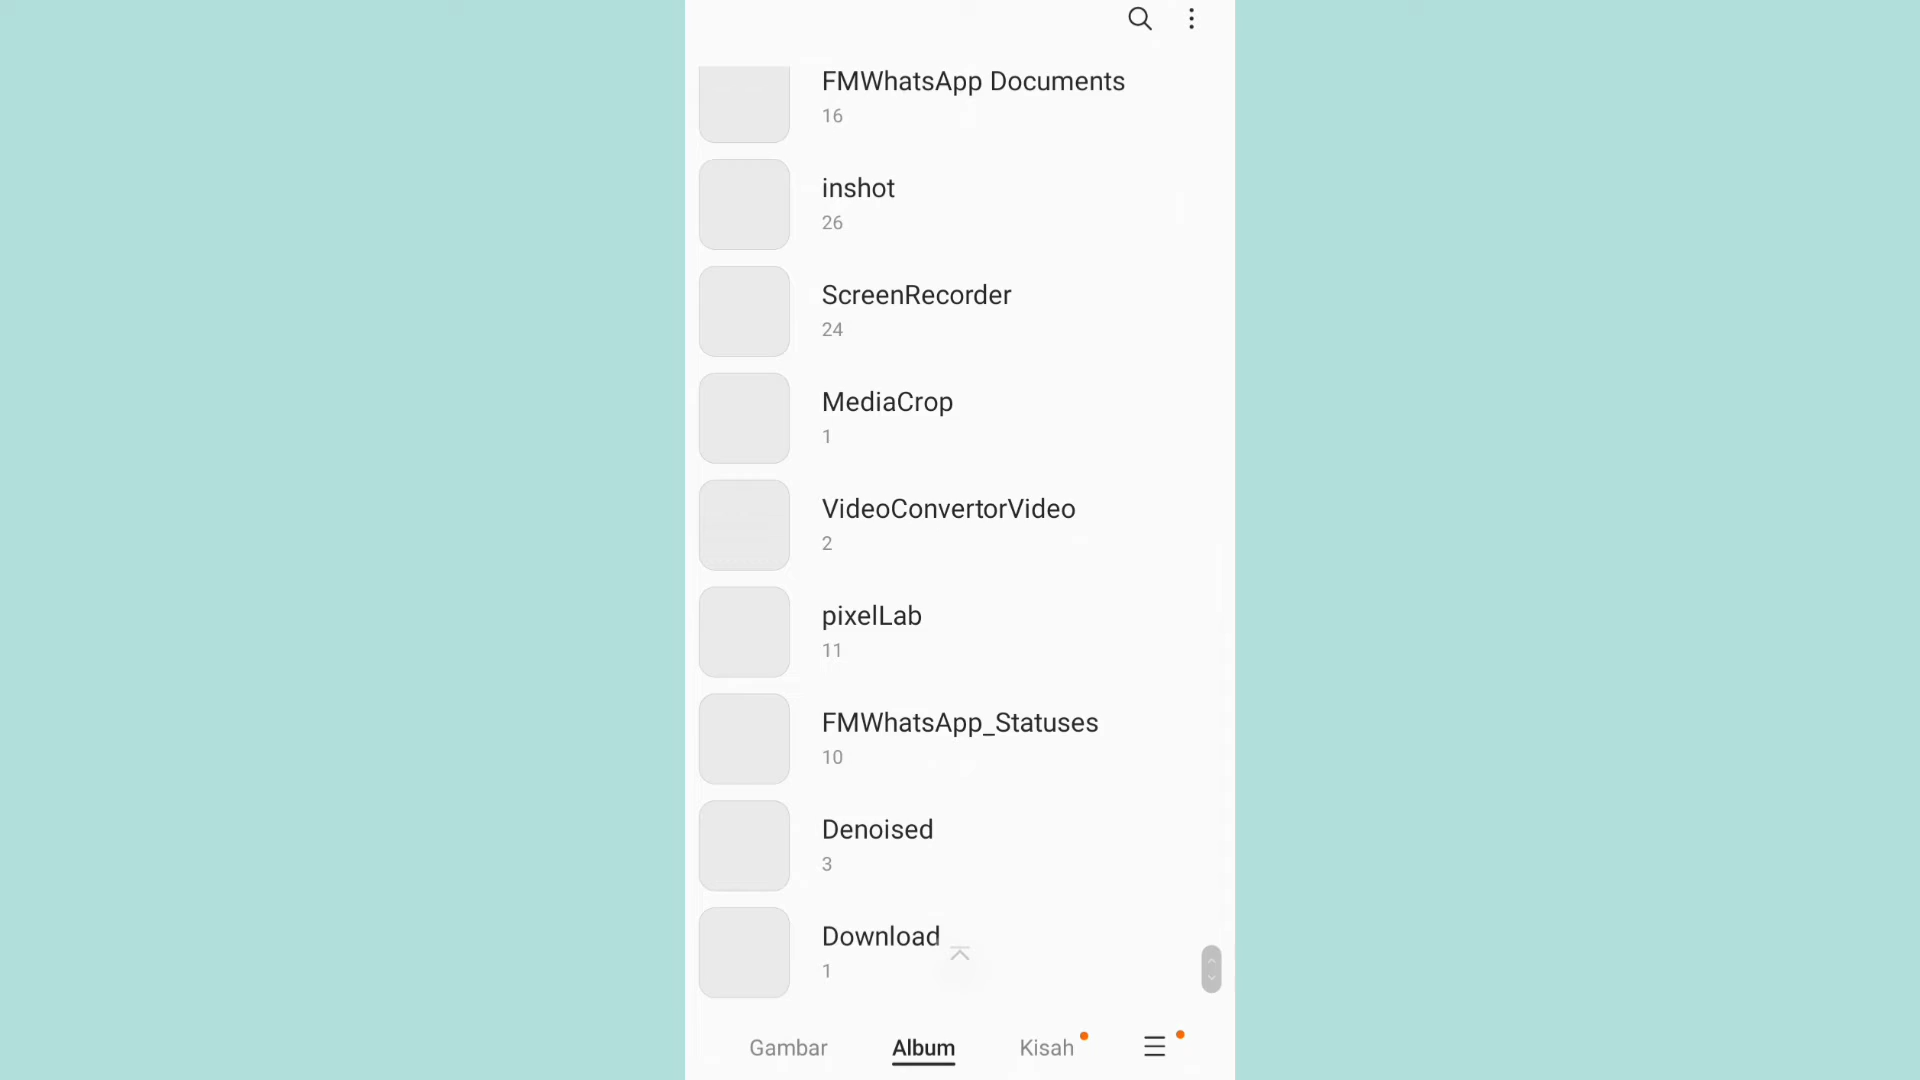 FMWhatsApp Documents
16
inshot
26
ScreenRecorder
24
MediaCrop
1
VideoConvertorVideo
2
pixelLab
11
FMWhatsApp_Statuses
10
Denoised
3
Download
1
Gambar Album Kisah